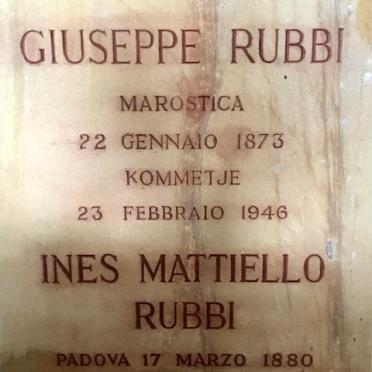 GIUSEPPE RUBBI
MAROSTICA
22 GENNAIO 1873
KOMMETJE
23 FEBBRAIO 1946
INES MATTIELLO
RUBBI
PADOVA 17 MARZO 1880